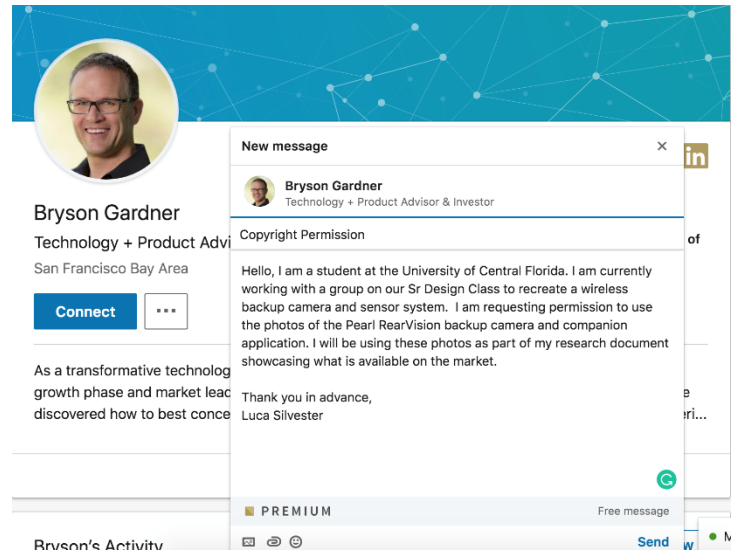 New message
in
Bryson Gardner
Technology + Product Advisor & Investor
Bryson Gardner
Copyright Permission
Technology + Product Advi
of
San Francisco Bay Area
Hello, I am a student at the University of Central Florida. I am currently
working with a group on our Sr Design Class to recreate a wireless
backup camera and sensor system.  I am requesting permission to use
the photos of the Pearl RearVision backup camera and companion
application. I will be using these photos as part of my research document
showcasing what is available on the market.
Connect
As a transformative technolog
growth phase and market lead
e
discovered how to best conce
eri...
Thank you in advance,
Luca Silvester
PREMIUM
Free message
Bryson's Activity
Send
w
M